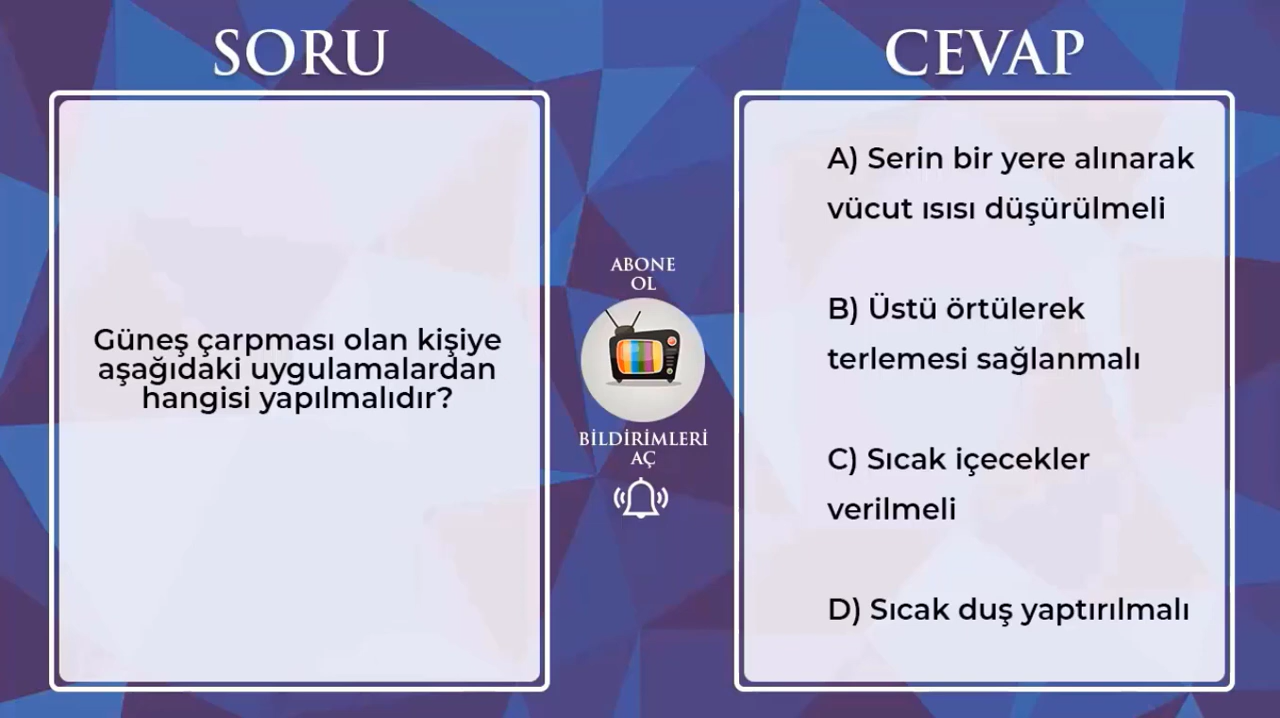 SORU
Güneş çarpması olan kişiye
aşağıdaki uygulamalardan
hangisi yapılmalıdır?
ABONE
OL
BİLDİRİMLERİ
AÇ
CEVAP
A) Serin bir yere alınarak
vücut ısısı düşürülmeli
B) Üstü örtülerek
terlemesi sağlanmalı
C) Sıcak içecekler
verilmeli
D) Sıcak duş yaptırılmalı